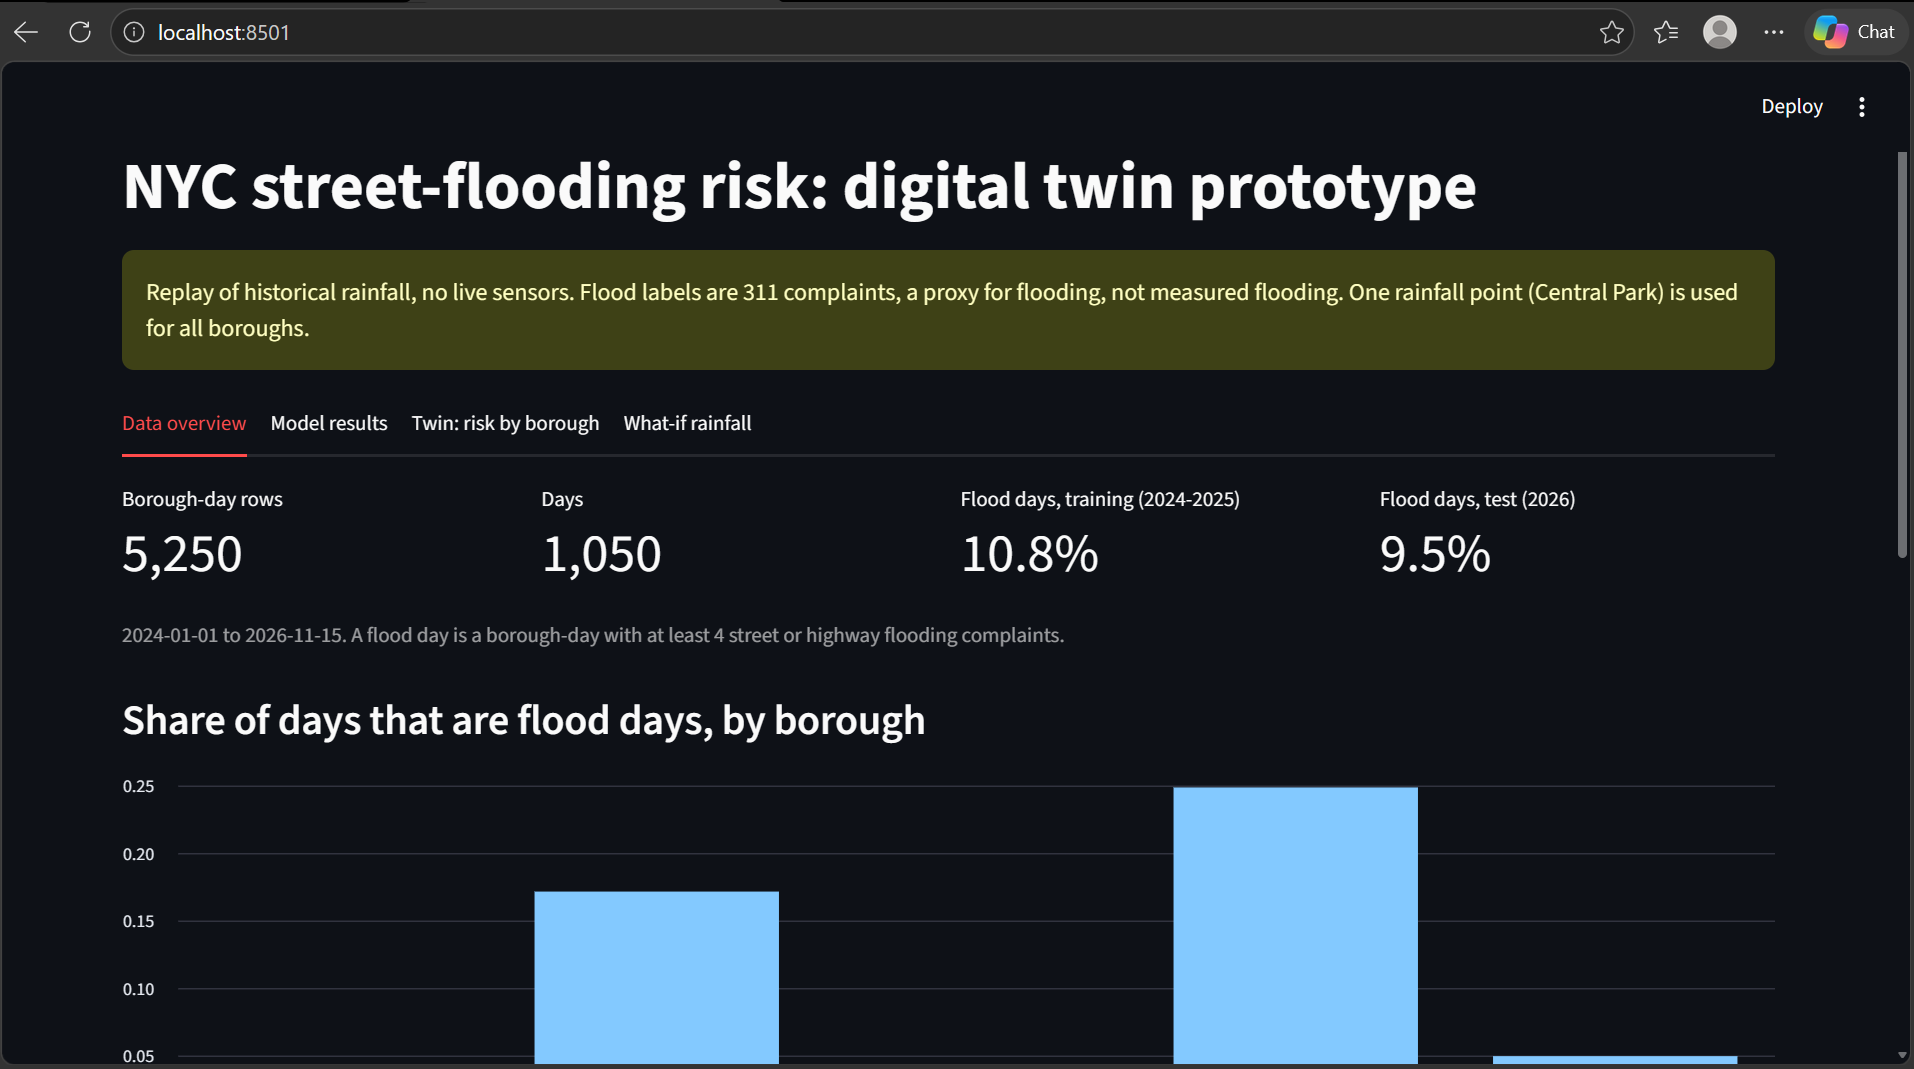 localhost:8501
Chat
Deploy
NYC street-flooding risk: digital twin prototype
Replay of historical rainfall, no live sensors. Flood labels are 311 complaints, a proxy for flooding, not measured flooding. One rainfall point (Central Park) is used
for all boroughs.
Data overview Model results Twin: risk by borough What-if rainfall
Borough-day rows Days Flood days, training (2024-2025) Flood days, test (2026)
5,250 1,050 10.8% 9.5%
2024-01-01 to 2026-11-15. A flood day is a borough-day with at least 4 street or highway flooding complaints.
Share of days that are flood days, by borough
0.25
0.20
0.15
0.10
0.05